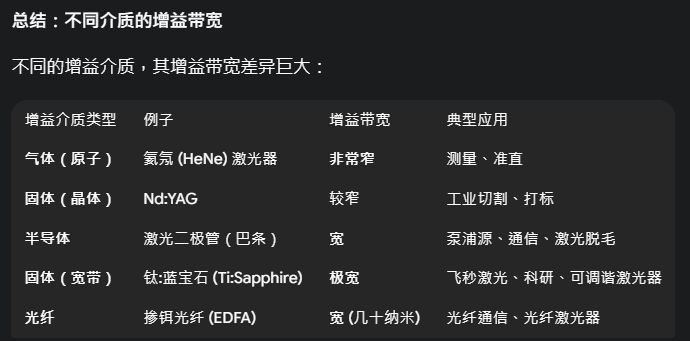 总结：不同介质的增益带宽
不同的增益介质，其增益带宽差异巨大：
增益介质类型 例子 增益带宽 典型应用
气体（原子） 氦氖 (HeNe) 激光器 非常窄 测量、准直
固体（晶体） Nd:YAG 较窄 工业切割、打标
半导体 激光二极管（巴条） 宽 泵浦源、通信、激光脱毛
固体（宽带） 钛:蓝宝石 (Ti:Sapphire) 极宽 飞秒激光、科研、可调谐激光器
光纤 掺铒光纤 (EDFA) 宽 (几十纳米) 光纤通信、光纤激光器